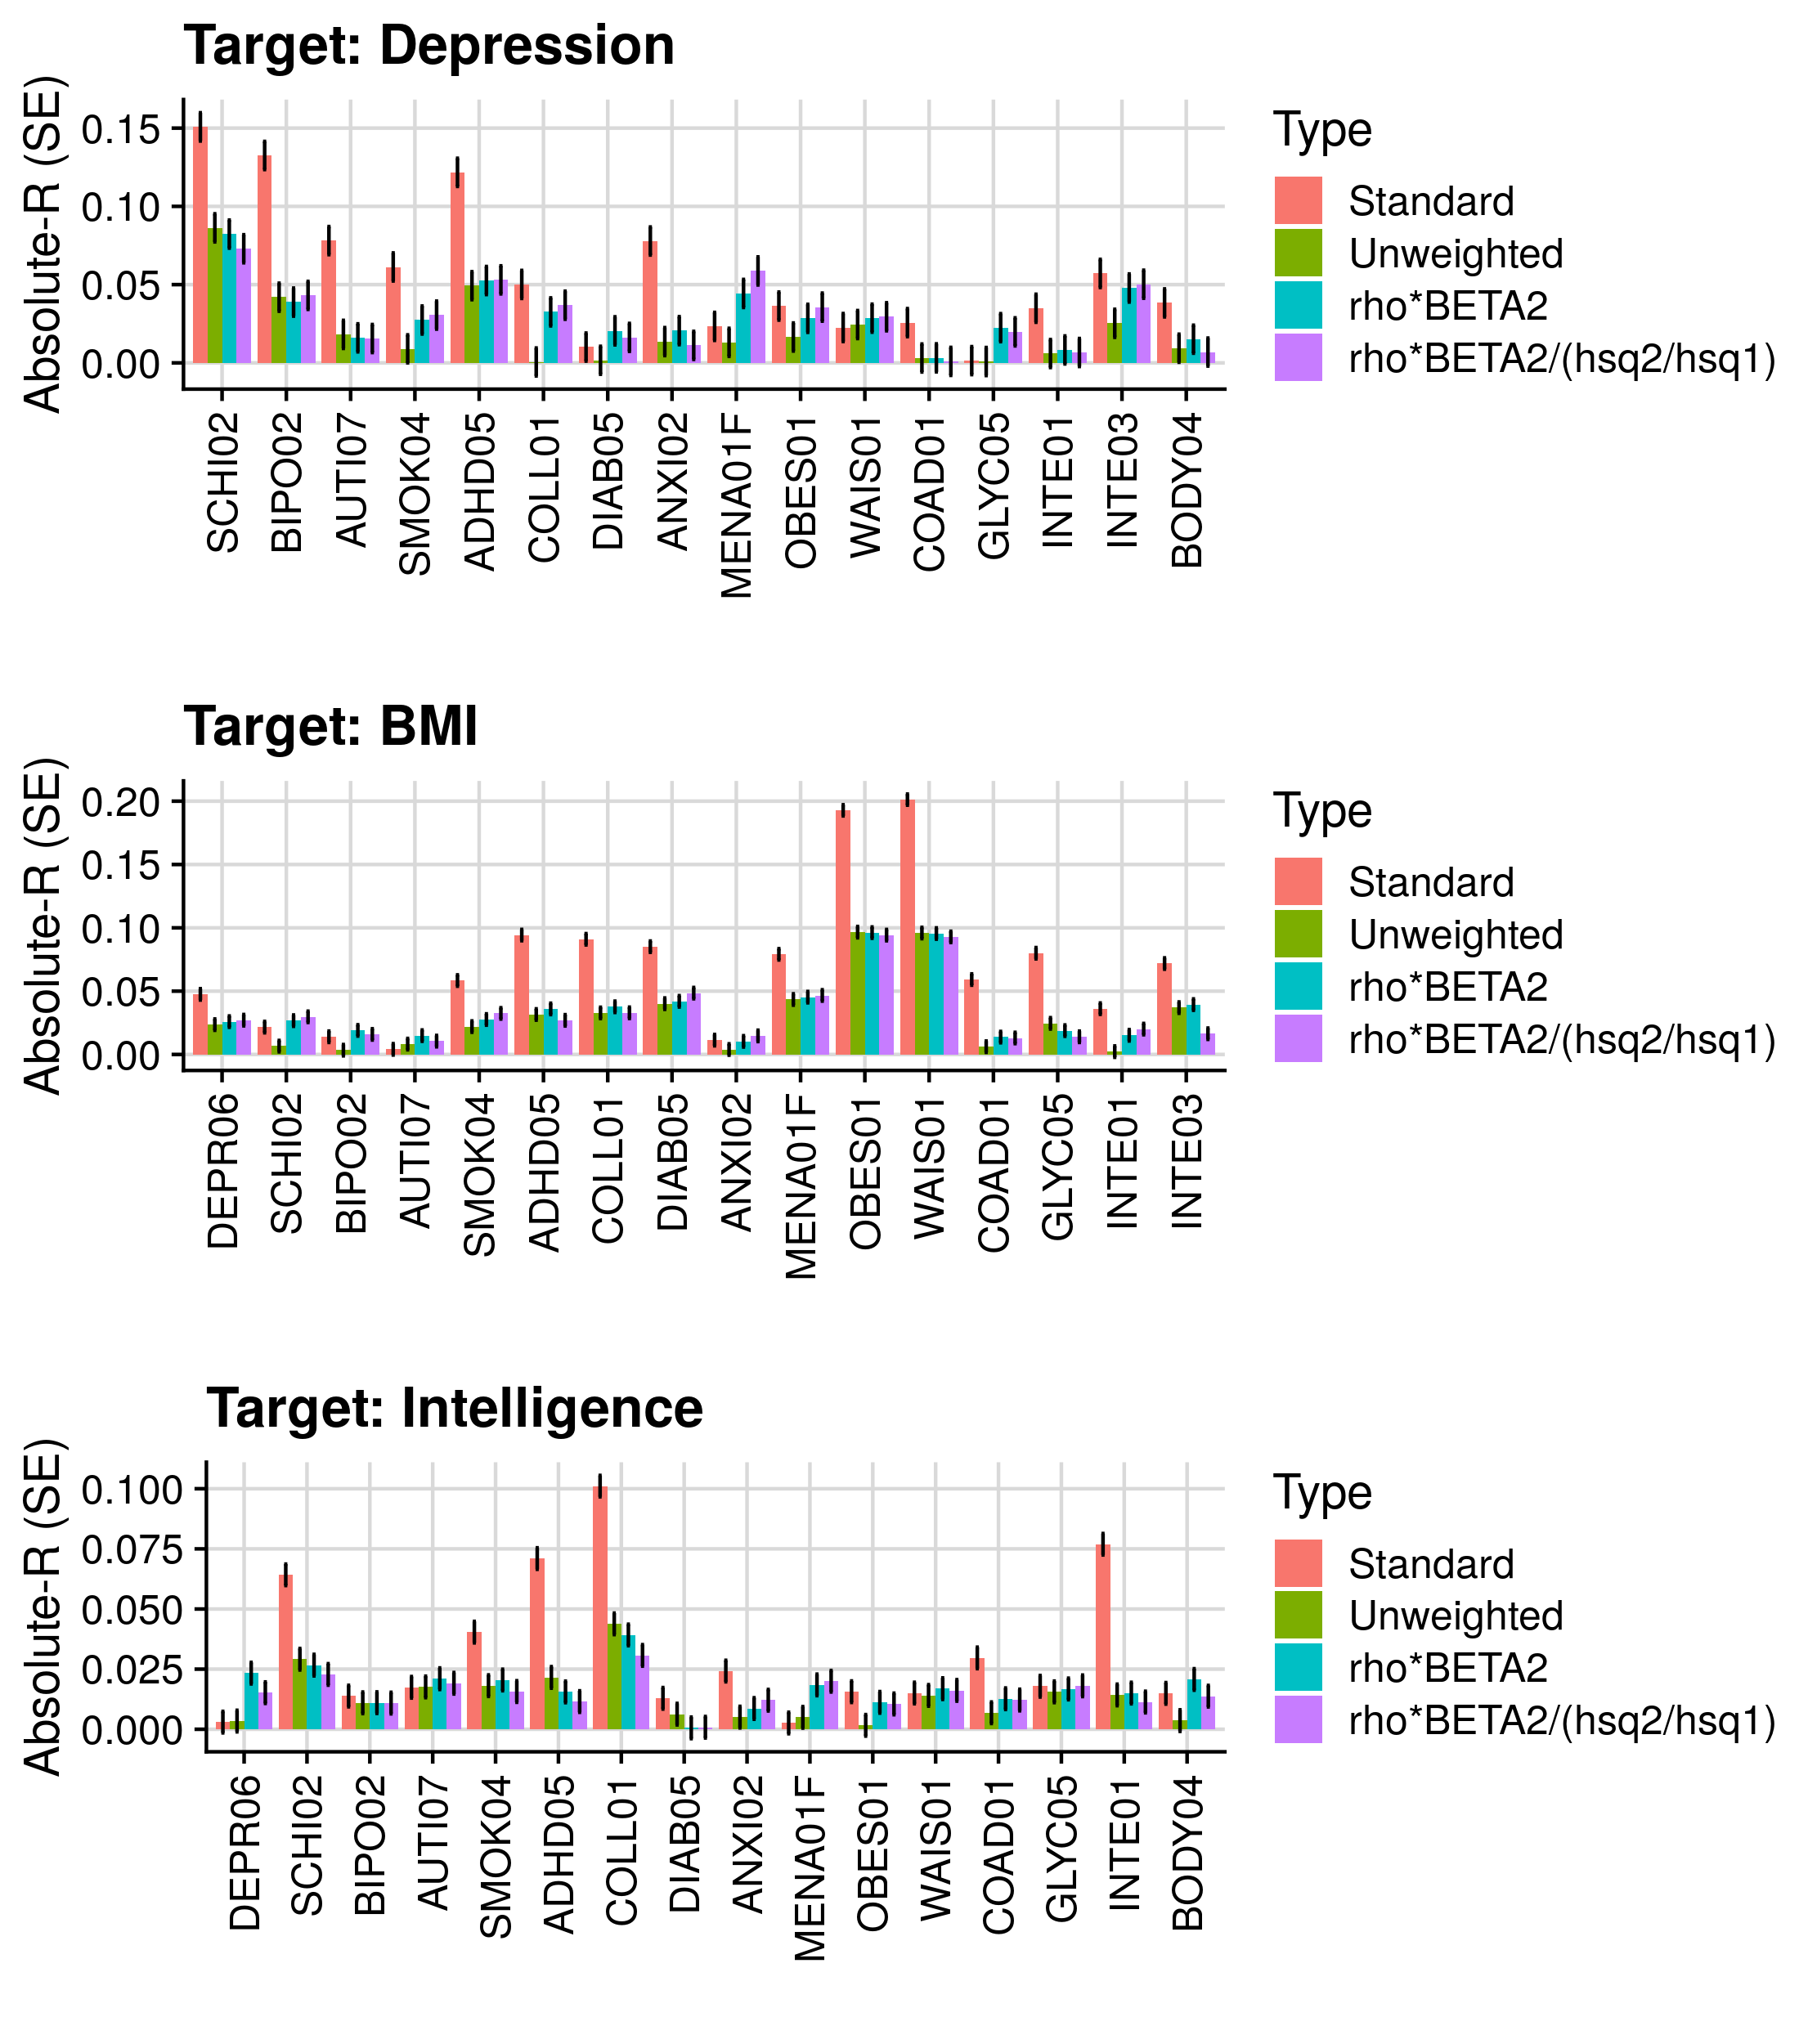 Target: Depression
Absolute-R (SE)
0.15
0.10
0.05
0.00
SCHI02
BIPO02
AUTI07
SMOK04
ADHD05
COLL01
DIAB05
ANXI02
MENA01F
OBES01
WAIS01
COAD01
GLYC05
INTE01
INTE03
BODY04
Type
Standard
Unweighted
rho*BETA2
rho*BETA2/(hsq2/hsq1)
Target: BMI
Absolute-R (SE)
0.20
0.15
0.10
0.05
0.00
DEPR06
SCHI02
BIPO02
AUTI07
SMOK04
ADHD05
COLL01
DIAB05
ANXI02
MENA01F
OBES01
WAIS01
COAD01
GLYC05
INTE01
INTE03
Type
Standard
Unweighted
rho*BETA2
rho*BETA2/(hsq2/hsq1)
Target: Intelligence
Absolute-R (SE)
0.100
0.075
0.050
0.025
0.000
DEPR06
SCHI02
BIPO02
AUTI07
SMOK04
ADHD05
COLL01
DIAB05
ANXI02
MENA01F
OBES01
WAIS01
COAD01
GLYC05
INTE01
BODY04
Type
Standard
Unweighted
rho*BETA2
rho*BETA2/(hsq2/hsq1)